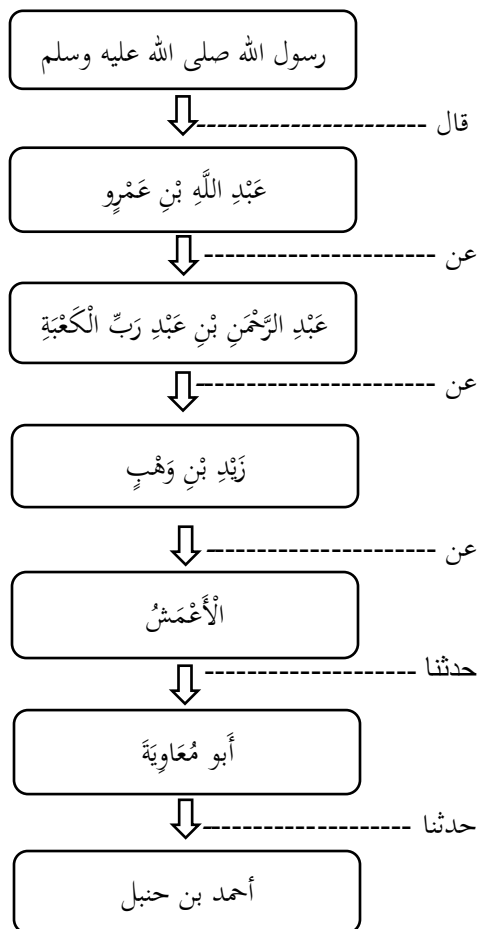 رسول الله صلى الله عليه وسلم
قال
عَبْدِ اللَّهِ بْنِ عَمْرٍو
عن
عَبْدِ الرَّحْمَنِ بْنِ عَبْدِ رَبِّ الْكَعْبَةِ
عن
زَيْدِ بْنِ وَهْبٍ
عن
الْأَعْمَشُ
حدثنا
أَبو مُعَاوِيَةَ
حدثنا
أحمد بن حنبل